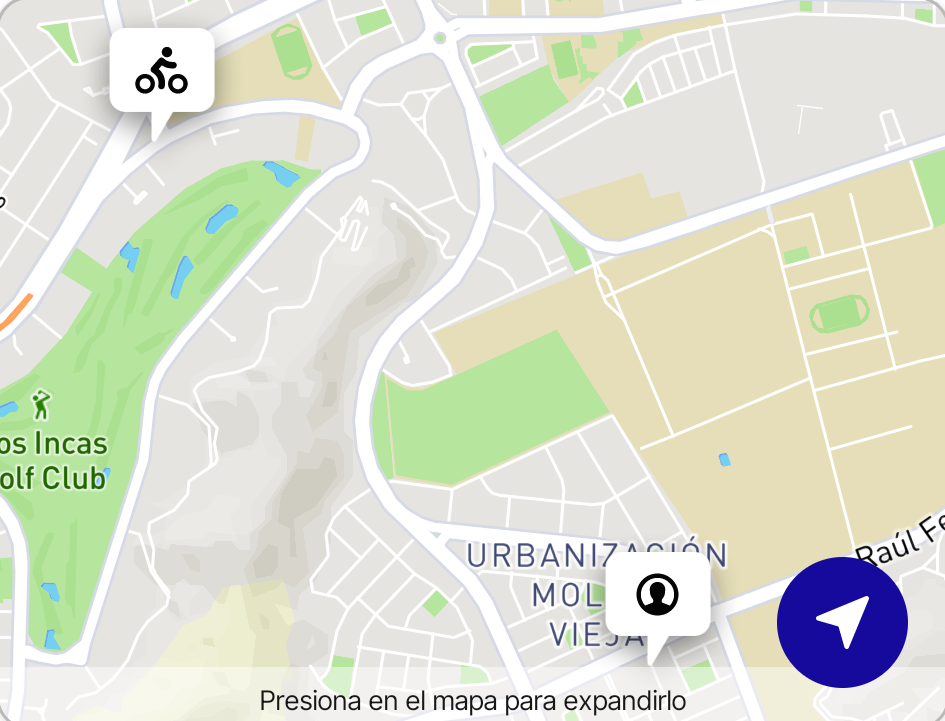 os Incas
olf Club
URBANIZACIÓN
MOL
VIEJA
Raúl Fe
Presiona en el mapa para expandirlo